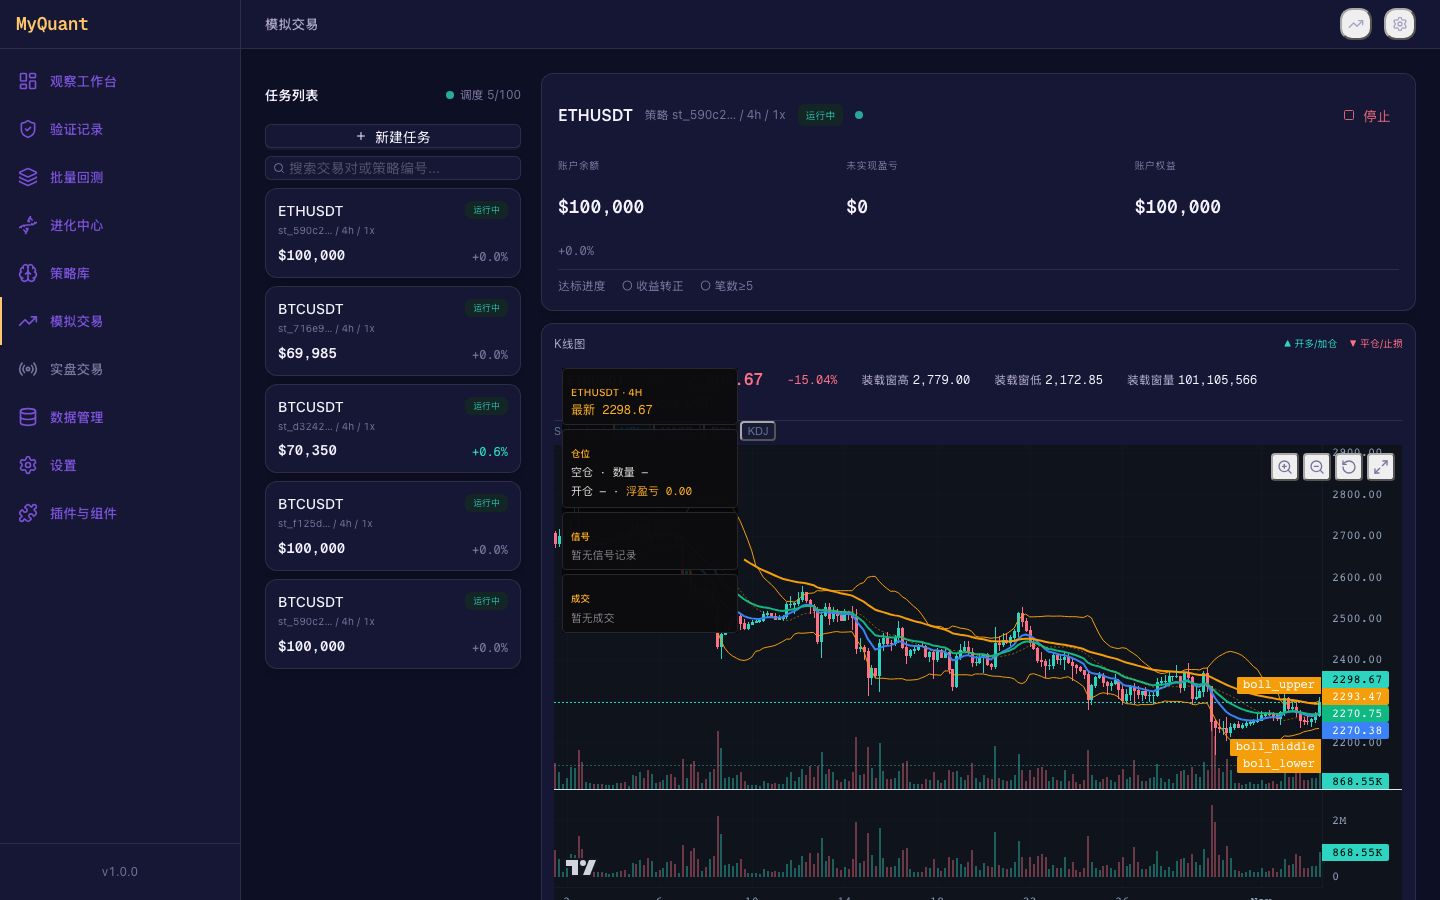 MyQuant
观察工作台
验证记录
批量回测
进化中心
策略库
模拟交易
实盘交易
数据管理
设置
插件与组件
v1.0.0
模拟交易
任务列表
调度 5/100
+ 新建任务
搜索交易对或策略编号...
ETHUSDT 运行中
st_590c2... / 4h / 1x
$100,000 +0.0%
BTCUSDT 运行中
st_716e9... / 4h / 1x
$69,985 +0.0%
BTCUSDT 运行中
st_d3242... / 4h / 1x
$70,350 +0.6%
BTCUSDT 运行中
st_f125d... / 4h / 1x
$100,000 +0.0%
BTCUSDT 运行中
st_590c2... / 4h / 1x
$100,000 +0.0%
ETHUSDT 策略 st_590c2... / 4h / 1x 运行中
停止
账户余额 未实现盈亏 账户权益
$100,000 $0 $100,000
+0.0%
达标进度 收益转正 笔数≥5
K线图
▲ 开多/加仓 ▼ 平仓/止损
.67 -15.04% 装载窗高 2,779.00 装载窗低 2,172.85 装载窗量 101,105,566
KDJ
ETHUSDT · 4H
最新 2298.67
仓位
空仓 · 数量 —
开仓 — · 浮盈亏 0.00
信号
暂无信号记录
成交
暂无成交
2900.00
2800.00
2700.00
2600.00
2500.00
2400.00
2298.67
boll_upper
2293.47
2270.75
2270.38
2200.00
boll_middle
boll_lower
868.55K
2M
868.55K
0